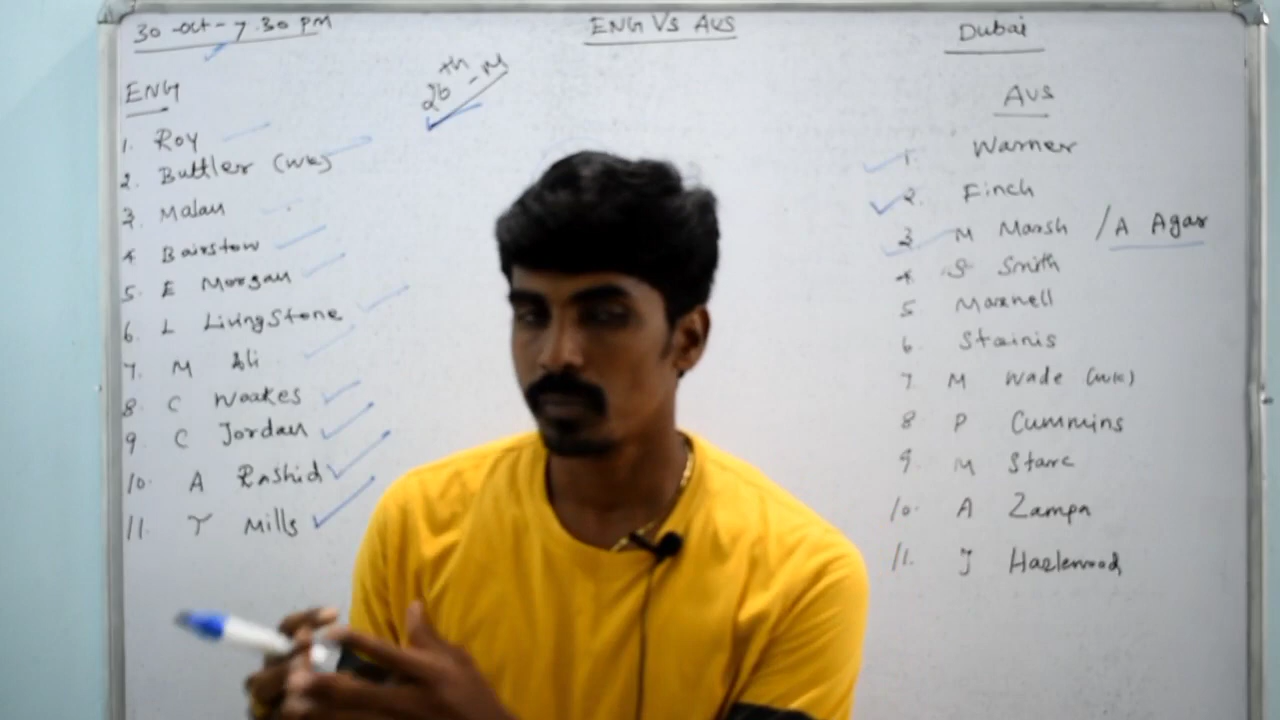 30-oct-7.30 PM
ENG VS AUS
Dubai
26th - M
ENG
1. Roy
2. Buttler (wk)
3. Malan
4 Bairstow
5. E Morgan
6. L Livingstone
7. M Ali
8. C Woakes
9. C Jordan
10. A Rashid
11. T Mills
AUS
1. Warner
2. Finch
3. M Marsh / A Agar
4. S Smith
5 Maxwell
6. Stainis
7 M Wade (wk)
8 P Cummins
9. M Starc
10. A Zampa
11. J Hazlewood